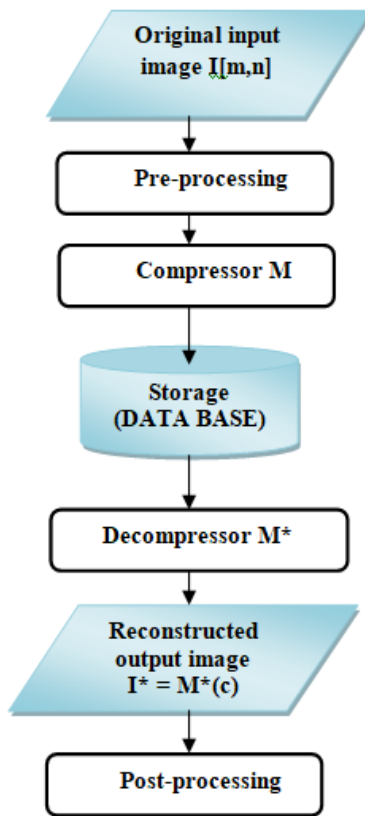 Original input
image I[m,n]
Pre-processing
Compressor M
Storage
(DATA BASE)
Decompressor M*
Reconstructed
output image
I* = M*(c)
Post-processing